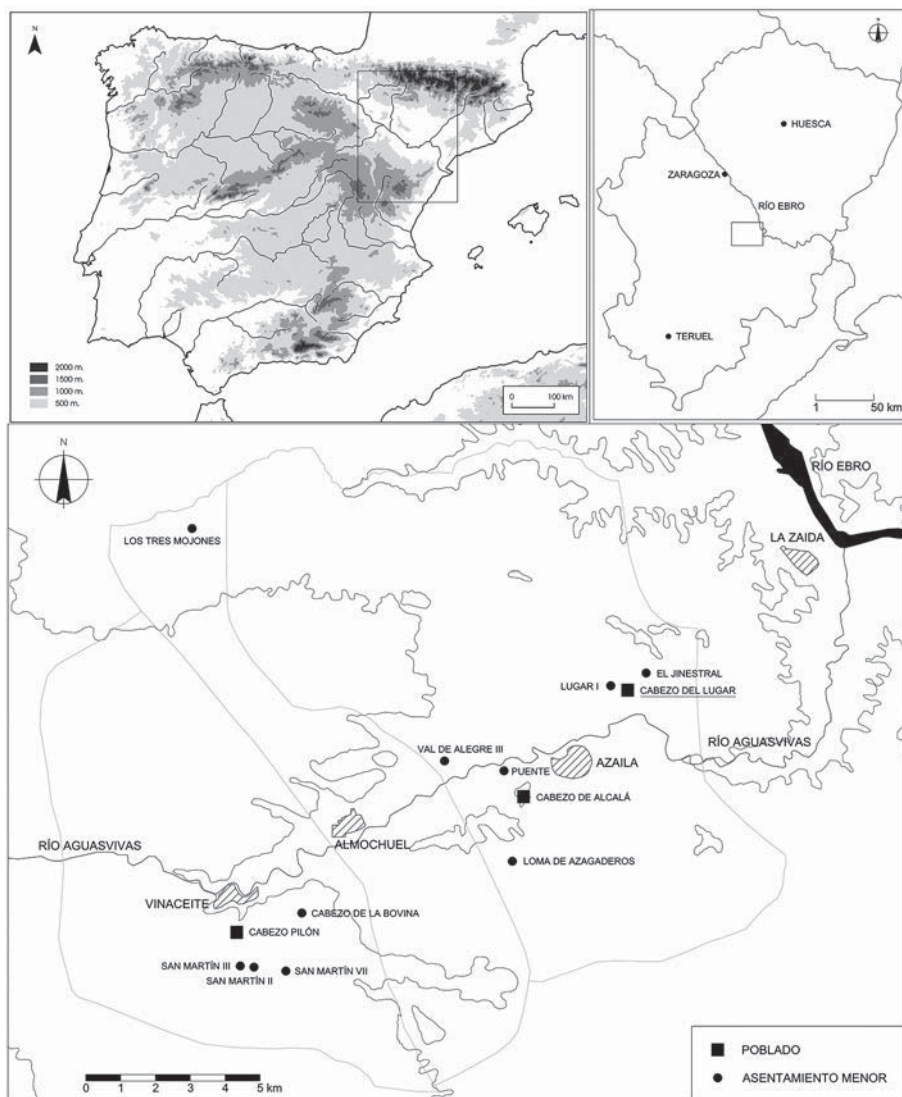 N
2000 m.
1500 m.
1000 m.
500 m.
0 100 km
N
HUESCA
ZARAGOZA
RÍO EBRO
TERUEL
1 50 km
N
RÍO EBRO
LOS TRES MOJONES
LA ZAIDA
EL JINESTRAL
LUGAR I
CABEZO DEL LUGAR
RÍO AGUASVIVAS
VAL DE ALEGRE III
AZAILA
PUENTE
CABEZO DE ALCALÁ
ALMOCHUEL
RÍO AGUASVIVAS
LOMA DE AZAGADEROS
VINACEITE
CABEZO DE LA BOVINA
CABEZO PILÓN
SAN MARTÍN III
SAN MARTÍN II
SAN MARTÍN VII
0 1 2 3 4 5 km
POBLADO
ASENTAMIENTO MENOR